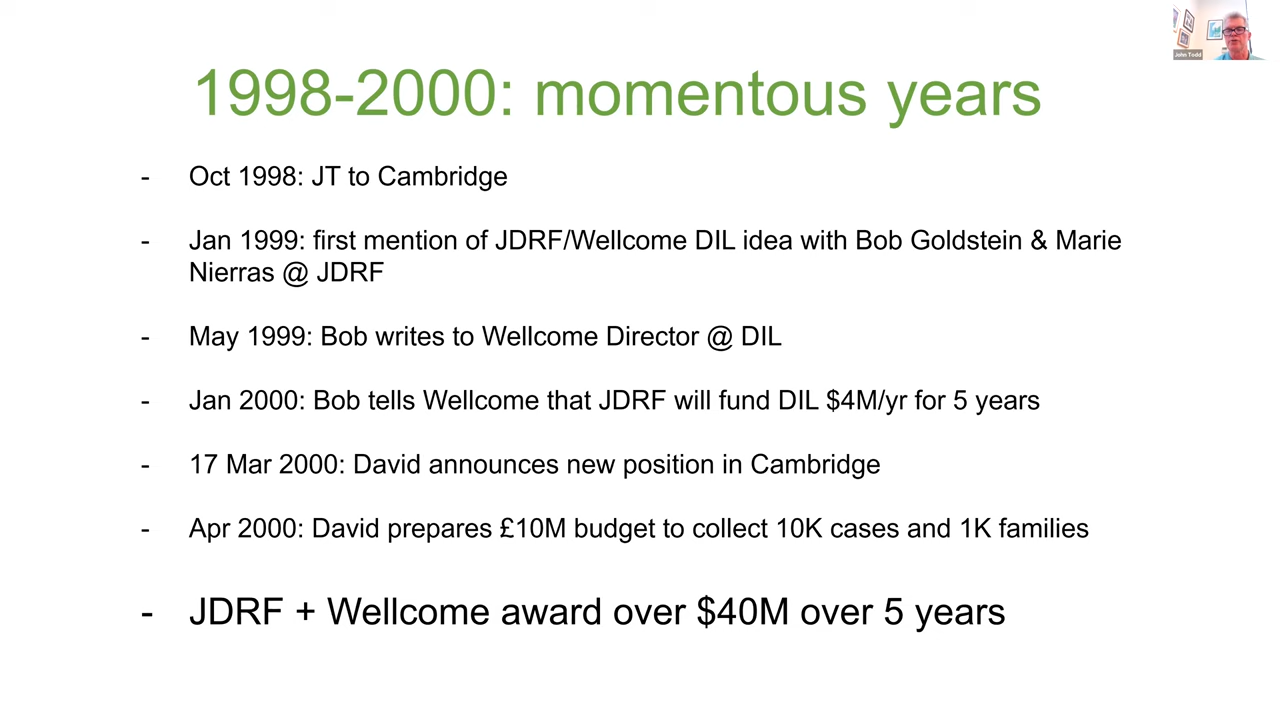 1998-2000: momentous years
- Oct 1998: JT to Cambridge
- Jan 1999: first mention of JDRF/Wellcome DIL idea with Bob Goldstein & Marie
Nierras @ JDRF
- May 1999: Bob writes to Wellcome Director @ DIL
- Jan 2000: Bob tells Wellcome that JDRF will fund DIL $4M/yr for 5 years
- 17 Mar 2000: David announces new position in Cambridge
- Apr 2000: David prepares £10M budget to collect 10K cases and 1K families
- JDRF + Wellcome award over $40M over 5 years
John Todd